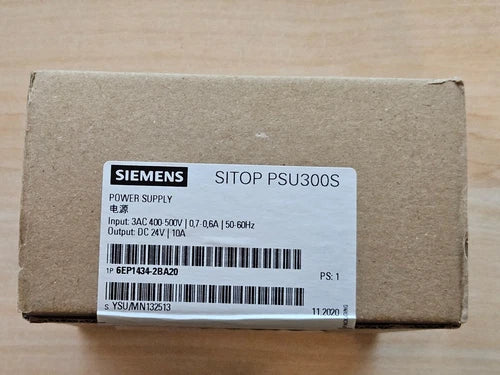 SIEMENS SITOP PSU300S
POWER SUPPLY
电源
Input: 3AC 400-500V | 0,7-0,6A | 50-60Hz
Output: DC 24V | 10A
1P 6EP1434-2BA20 PS: 1
S YSU/MN132513 11.2020